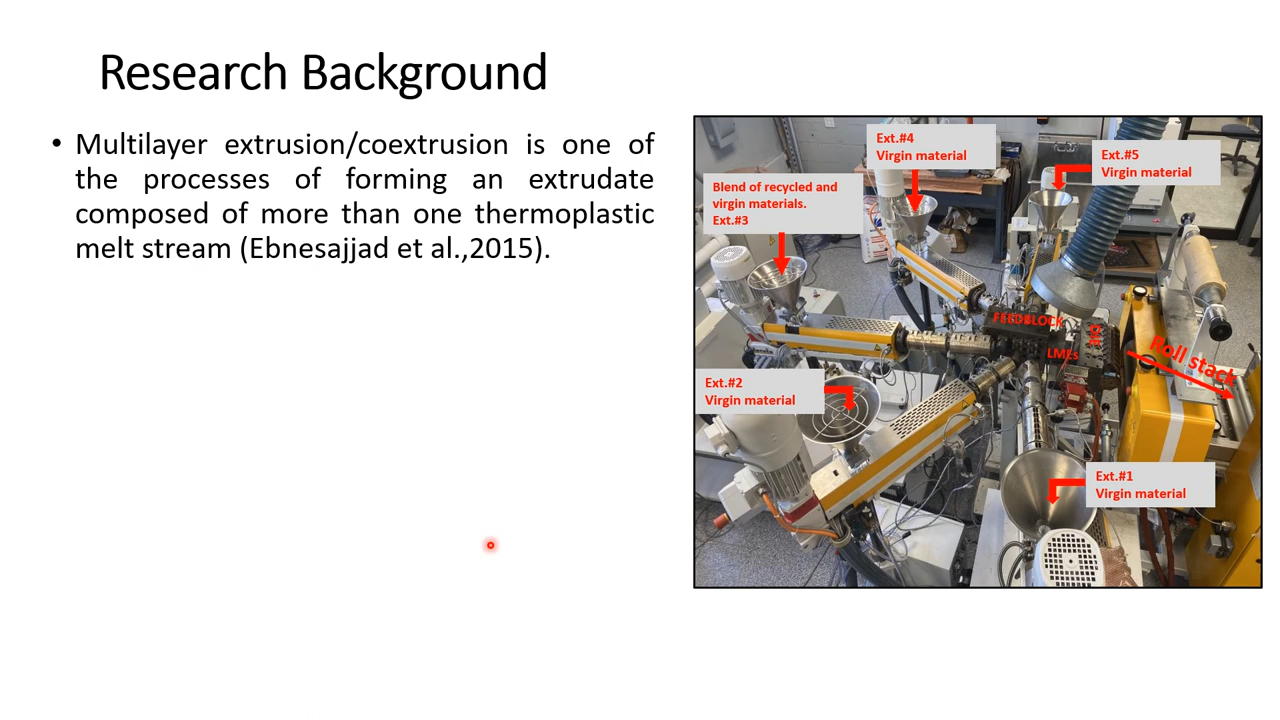 Research Background
• Multilayer extrusion/coextrusion is one of
the processes of forming an extrudate
composed of more than one thermoplastic
melt stream (Ebnesajjad et al.,2015).
Ext.#4
Virgin material
Ext.#5
Virgin material
Blend of recycled and
virgin materials.
Ext.#3
FEEDBLOCK
DIE
LMEs
Roll stack
Ext.#2
Virgin material
Ext.#1
Virgin material